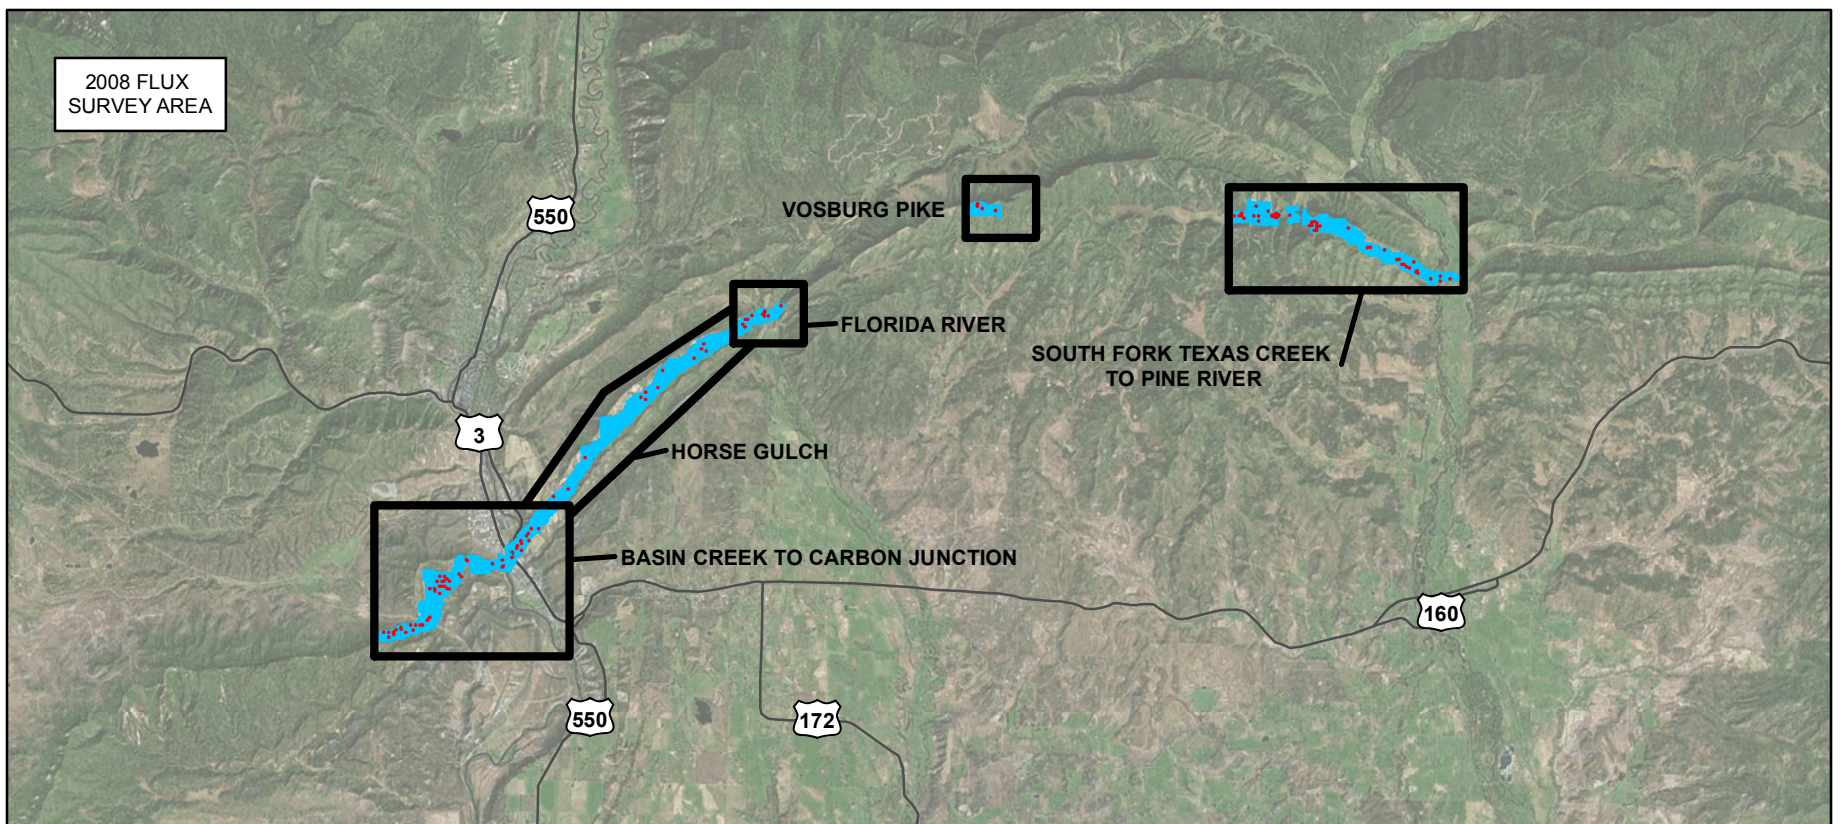 2008 FLUX
SURVEY AREA
550
VOSBURG PIKE
FLORIDA RIVER
SOUTH FORK TEXAS CREEK
TO PINE RIVER
3
HORSE GULCH
BASIN CREEK TO CARBON JUNCTION
160
550
172